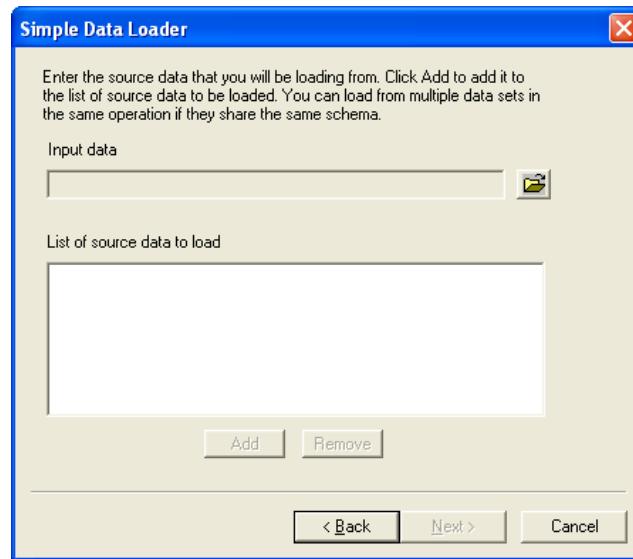 Simple Data Loader
Enter the source data that you will be loading from. Click Add to add it to
the list of source data to be loaded. You can load from multiple data sets in
the same operation if they share the same schema.
Input data
List of source data to load
Add
Remove
< Back
Next >
Cancel